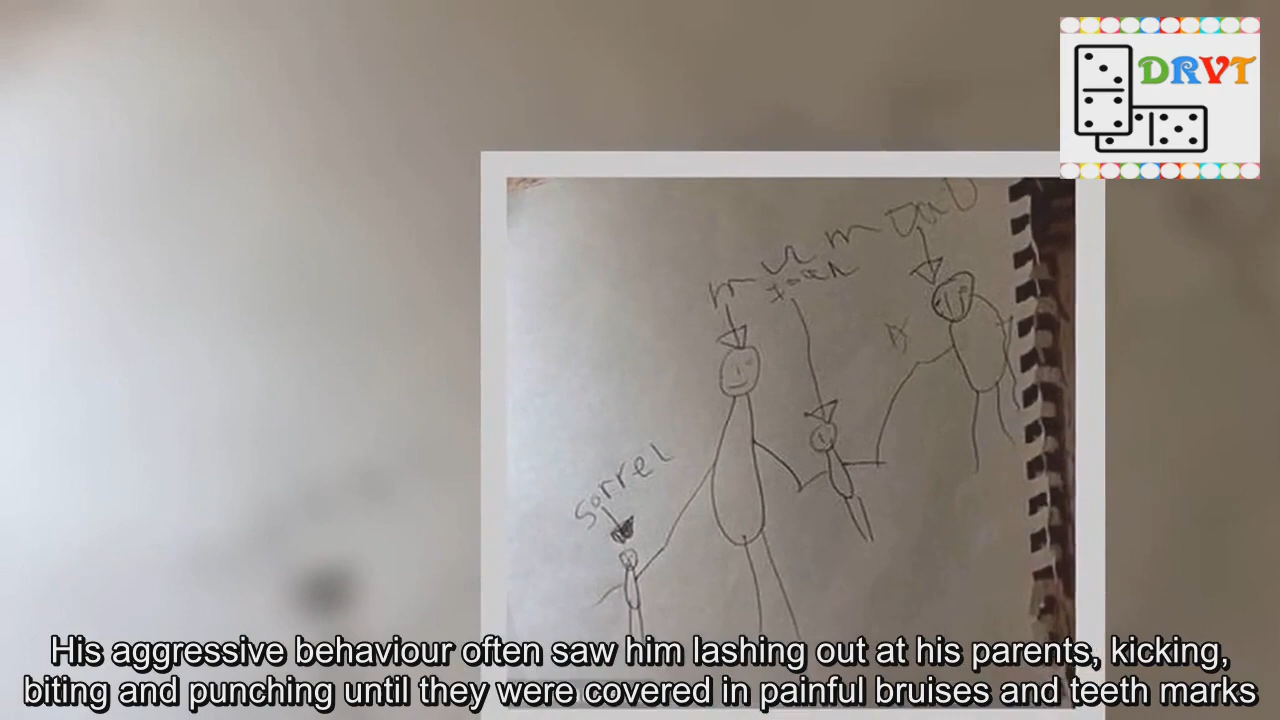 DRVT
Dad
mum
Sorrel
His aggressive behaviour often saw him lashing out at his parents, kicking,
biting and punching until they were covered in painful bruises and teeth marks